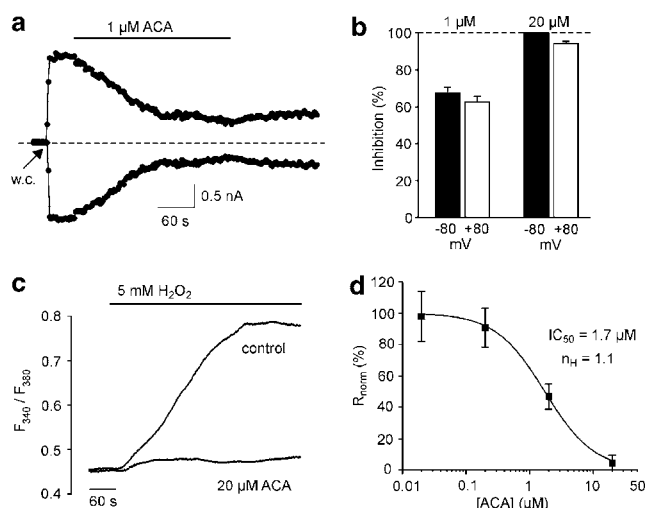 a
1 µM ACA
w.c.
0.5 nA
60 s
b
1 µM 20 µM
100
80
60
40
20
0
Inhibition (%)
-80 +80 -80 +80
mV mV
c
5 mM H₂O₂
0.8
0.7
0.6
0.5
0.4
F₃₄₀ / F₃₈₀
control
20 µM ACA
60 s
d
120
100
80
60
40
20
0
R_norm (%)
IC₅₀ = 1.7 µM
n_H = 1.1
0.01 0.1 1 10 50
[ACA] (µM)